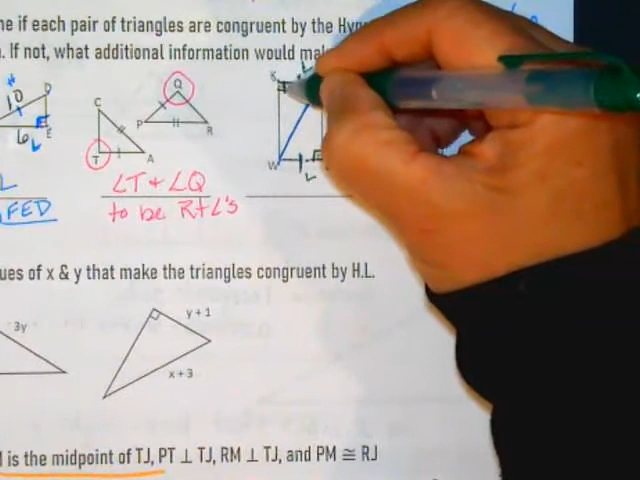 ne if each pair of triangles are congruent by the Hyp
. If not, what additional information would mak
10
D
6
E
L
C
T
A
Q
P
R
W
L
L
∠T + ∠Q
FED
to be Rt∠'s
ues of x & y that make the triangles congruent by H.L.
3y
y+1
x+3
is the midpoint of TJ, PT ⊥ TJ, RM ⊥ TJ, and PM ≅ RJ